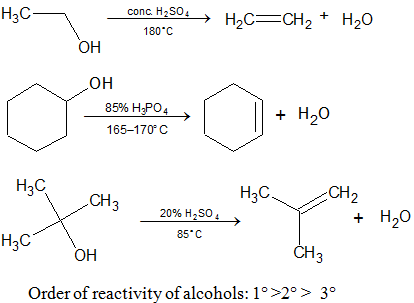 H₃C OH conc. H₂SO₄ 180°C H₂C=CH₂ + H₂O
OH 85% H₃PO₄ 165–170°C + H₂O
H₃C CH₃ H₃C OH 20% H₂SO₄ 85°C H₃C CH₂ CH₃ + H₂O
Order of reactivity of alcohols: 1° >2° > 3°